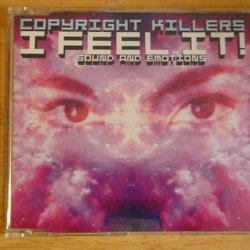 COPYRIGHT KILLERS
I FEEL IT!
SOUND AND EMOTIONS